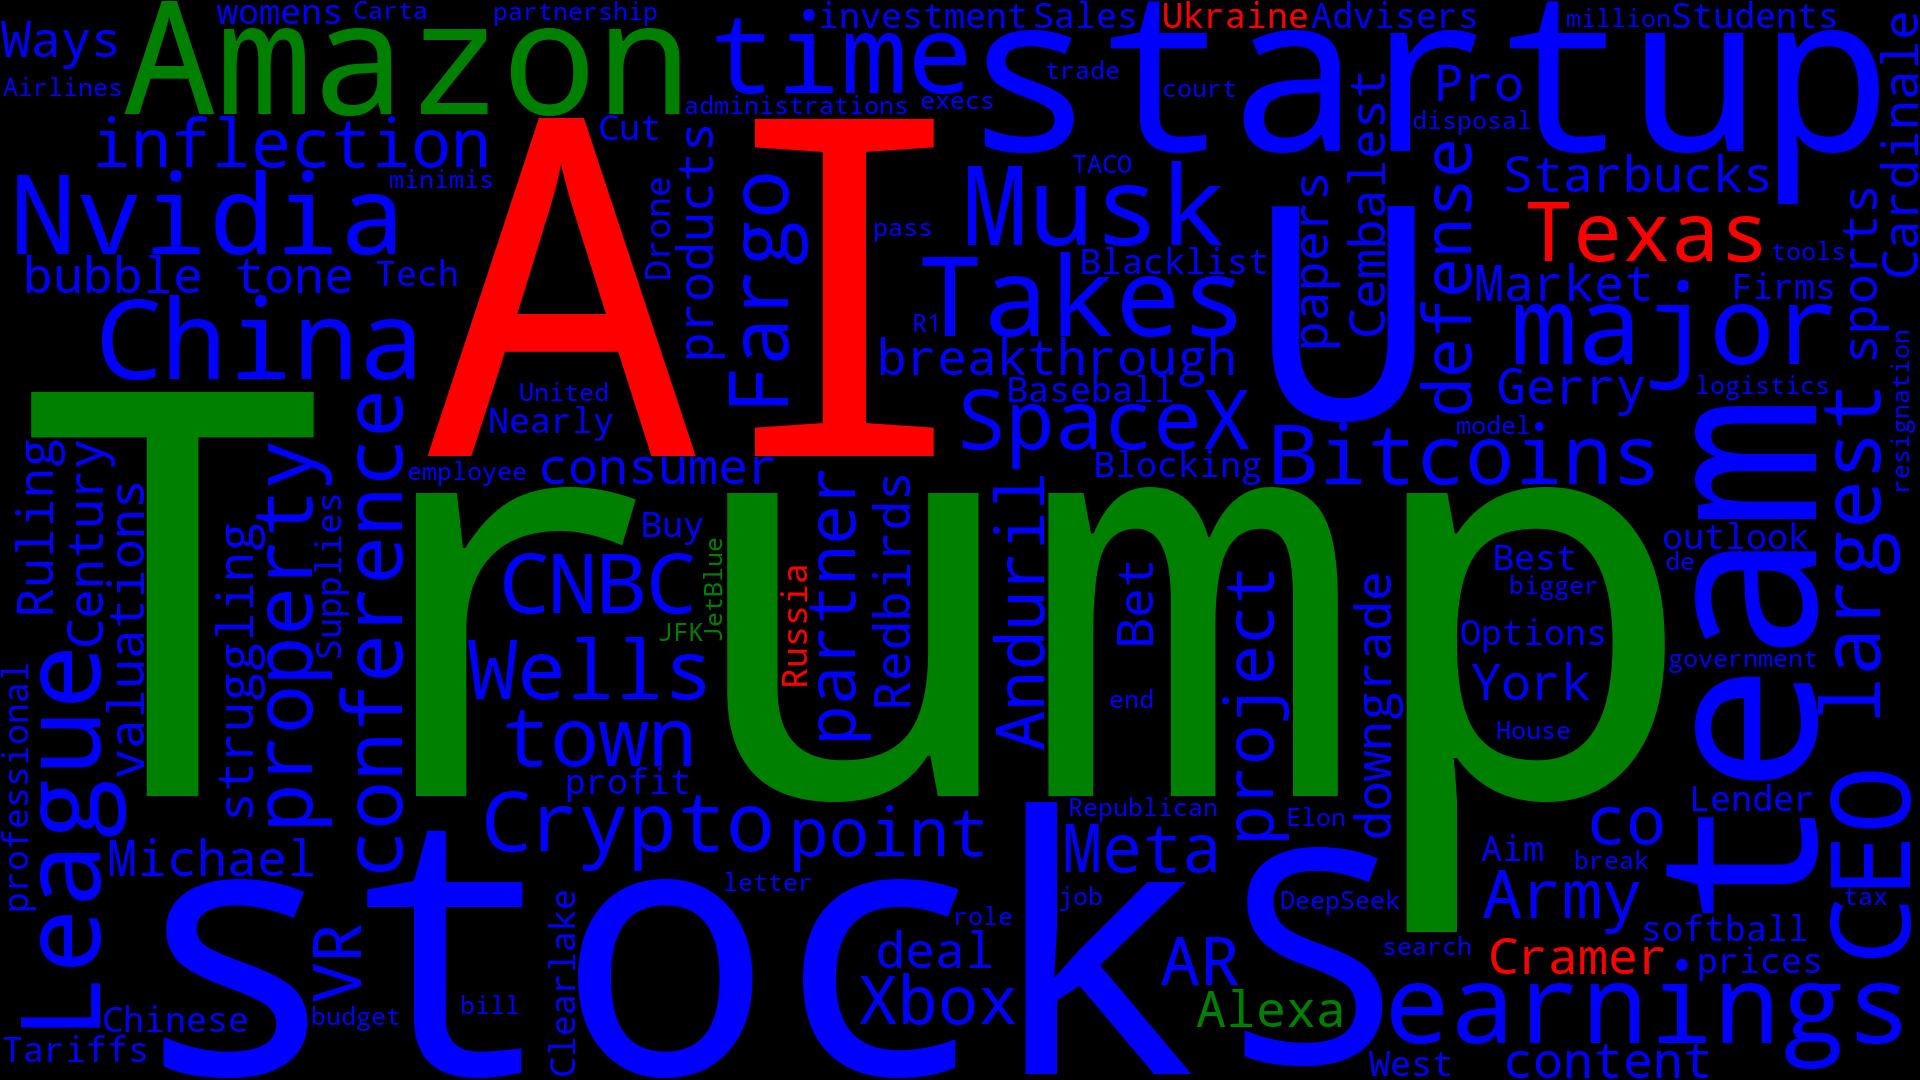 Ways
Amazon
womens
Carta
partnership
time
investment
Sales
Ukraine
Advisers
million
Students
startup
Airlines
administrations
execs
trade
court
Pro
disposal
Cardinale
inflection
Cut
minimis
Nvidia
AI
Drone
products
Fargo
pass
TACO
Musk
papers
Cembalest
defense
Starbucks
Texas
tools
sports
bubble
tone
Tech
Blacklist
Takes
R1
U
Market
Firms
China
breakthrough
major
resignation
United
Nearly
Baseball
SpaceX
Gerry
logistics
model
employee
consumer
Blocking
Bitcoins
team
largest
Trump
Ruling
Century
valuations
struggling
property
Supplies
conference
Buy
CNBC
JetBlue
JFK
Russia
partner
Redbirds
Anduril
Bet
end
project
downgrade
Best
bigger
Options
York
House
outlook
de
government
Wells
town
profit
professional
League
Michael
Crypto
point
Republican
Meta
Elon
Lender
co
Aim
break
CEO
tax
stock
letter
VR
Clearlake
role
job
deal
Xbox
DeepSeek
S
Army
softball
search
Cramer
prices
AR
Alexa
Chinese
budget
bill
earnings
Tariffs
West
content